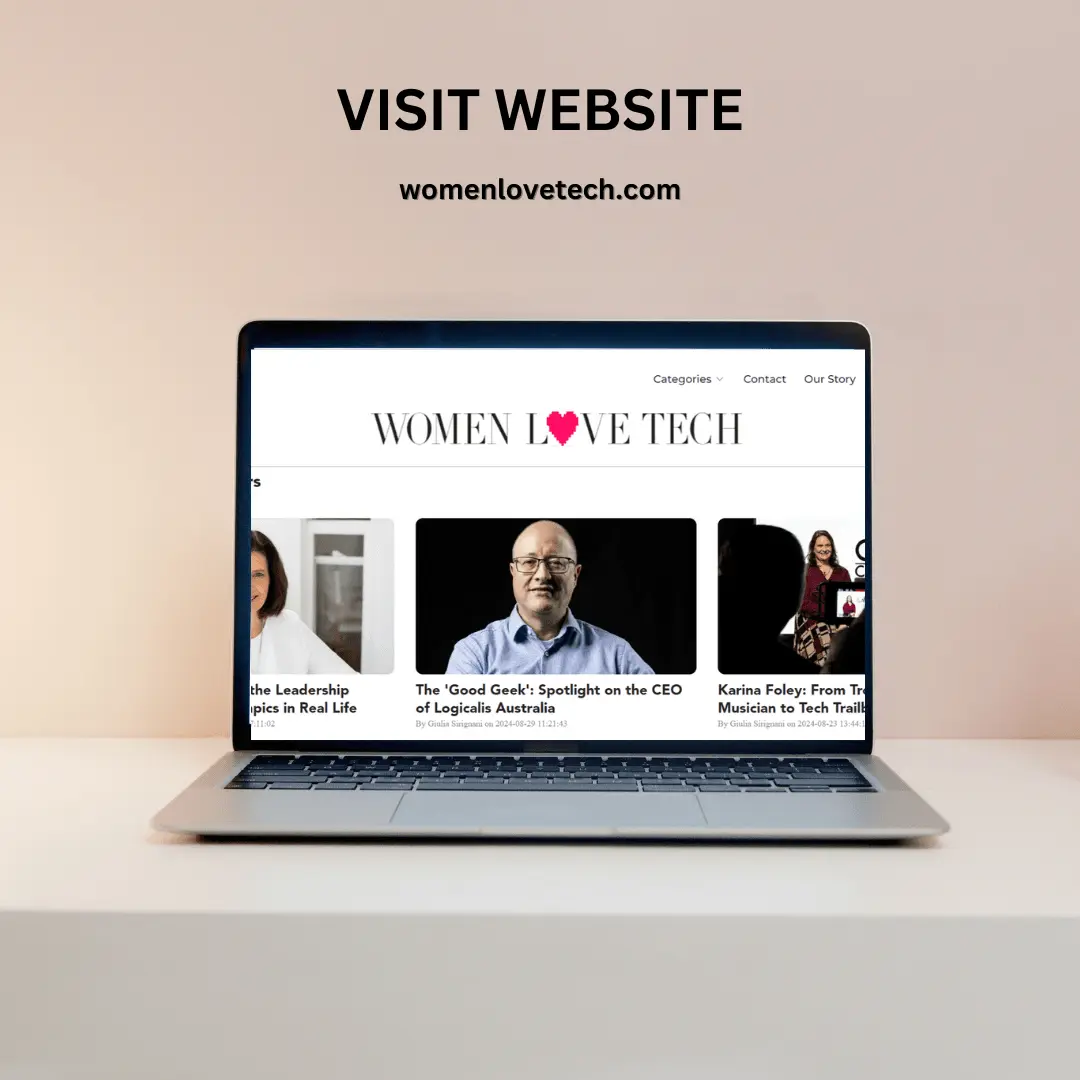 VISIT WEBSITE
womenlovetech.com
Categories
Contact
Our Story
WOMEN LOVE TECH
rs
the Leadership
The 'Good Geek': Spotlight on the CEO
Karina Foley: From Tr
pics in Real Life
of Logicalis Australia
Musician to Tech Trail
7:11:02
By Giulia Sirignani on 2024-08-29 11:21:43
By Giulia Sirignani on 2024-08-23 13:44:1